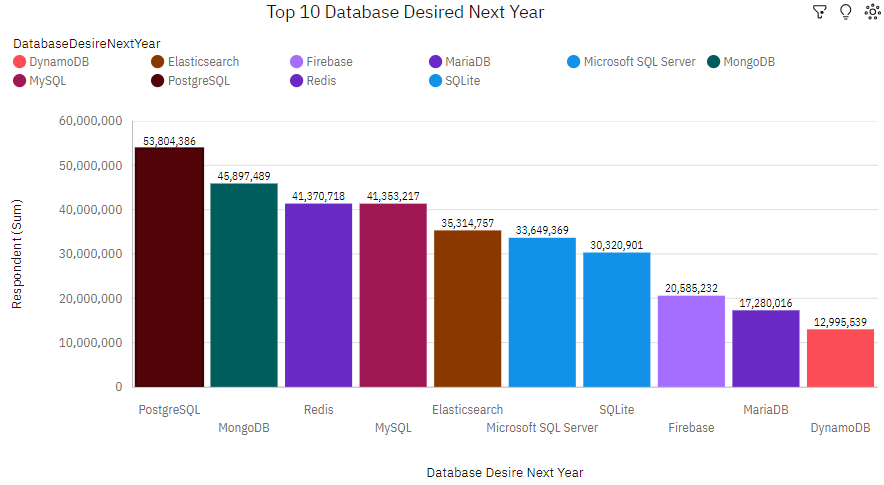 Top 10 Database Desired Next Year
DatabaseDesireNextYear
DynamoDB Elasticsearch Firebase MariaDB Microsoft SQL Server MongoDB
MySQL PostgreSQL Redis SQLite
60,000,000
50,000,000
40,000,000
30,000,000
20,000,000
10,000,000
0
Respondent (Sum)
53,804,386
45,897,489
41,370,718
41,353,217
35,314,757
33,649,369
30,320,901
20,585,232
17,280,016
12,995,539
PostgreSQL
MongoDB
Redis
MySQL
Elasticsearch
Microsoft SQL Server
SQLite
Firebase
MariaDB
DynamoDB
Database Desire Next Year